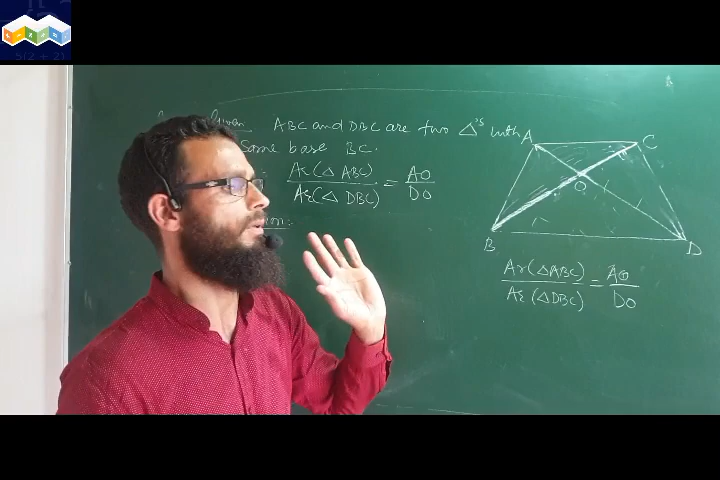 Given ABC and DBC are two Δ'S with
Same base BC.
Ar(Δ ABC) / Ar(Δ DBC) = AO / DO
A
C
O
B
D
Ar(ΔABC) / Ar(ΔDBC) = AO / DO